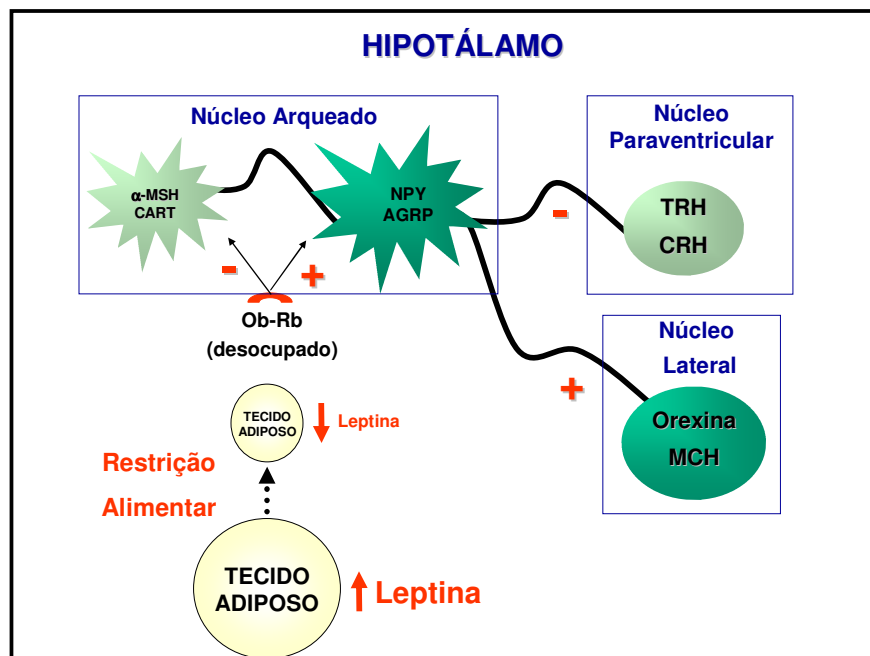 HIPOTÁLAMO
Núcleo Arqueado
α-MSH
CART
NPY
AGRP
-
+
Ob-Rb
(desocupado)
Núcleo
Paraventricular
-
TRH
CRH
Núcleo
Lateral
+
Orexina
MCH
TECIDO
ADIPOSO
Leptina
Restrição
Alimentar
TECIDO
ADIPOSO
Leptina